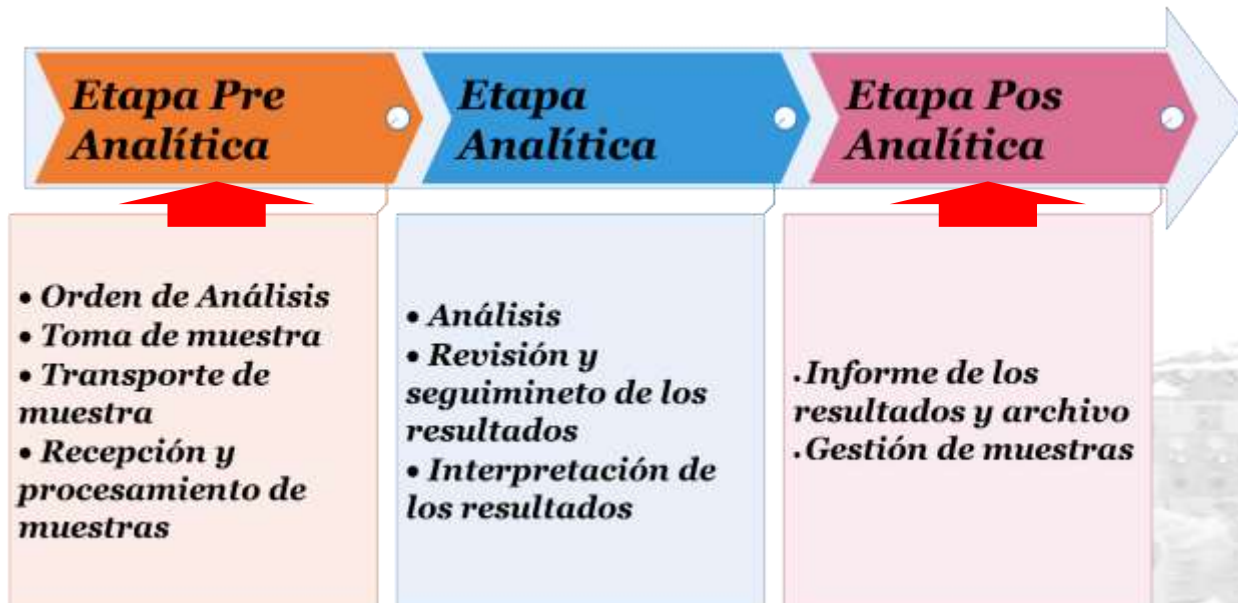 Etapa Pre
Analítica
Etapa
Analítica
Etapa Pos
Analítica
• Orden de Análisis
• Toma de muestra
• Transporte de
muestra
• Recepción y
procesamiento de
muestras
• Análisis
• Revisión y
seguimineto de los
resultados
• Interpretación de
los resultados
.Informe de los
resultados y archivo
.Gestión de muestras